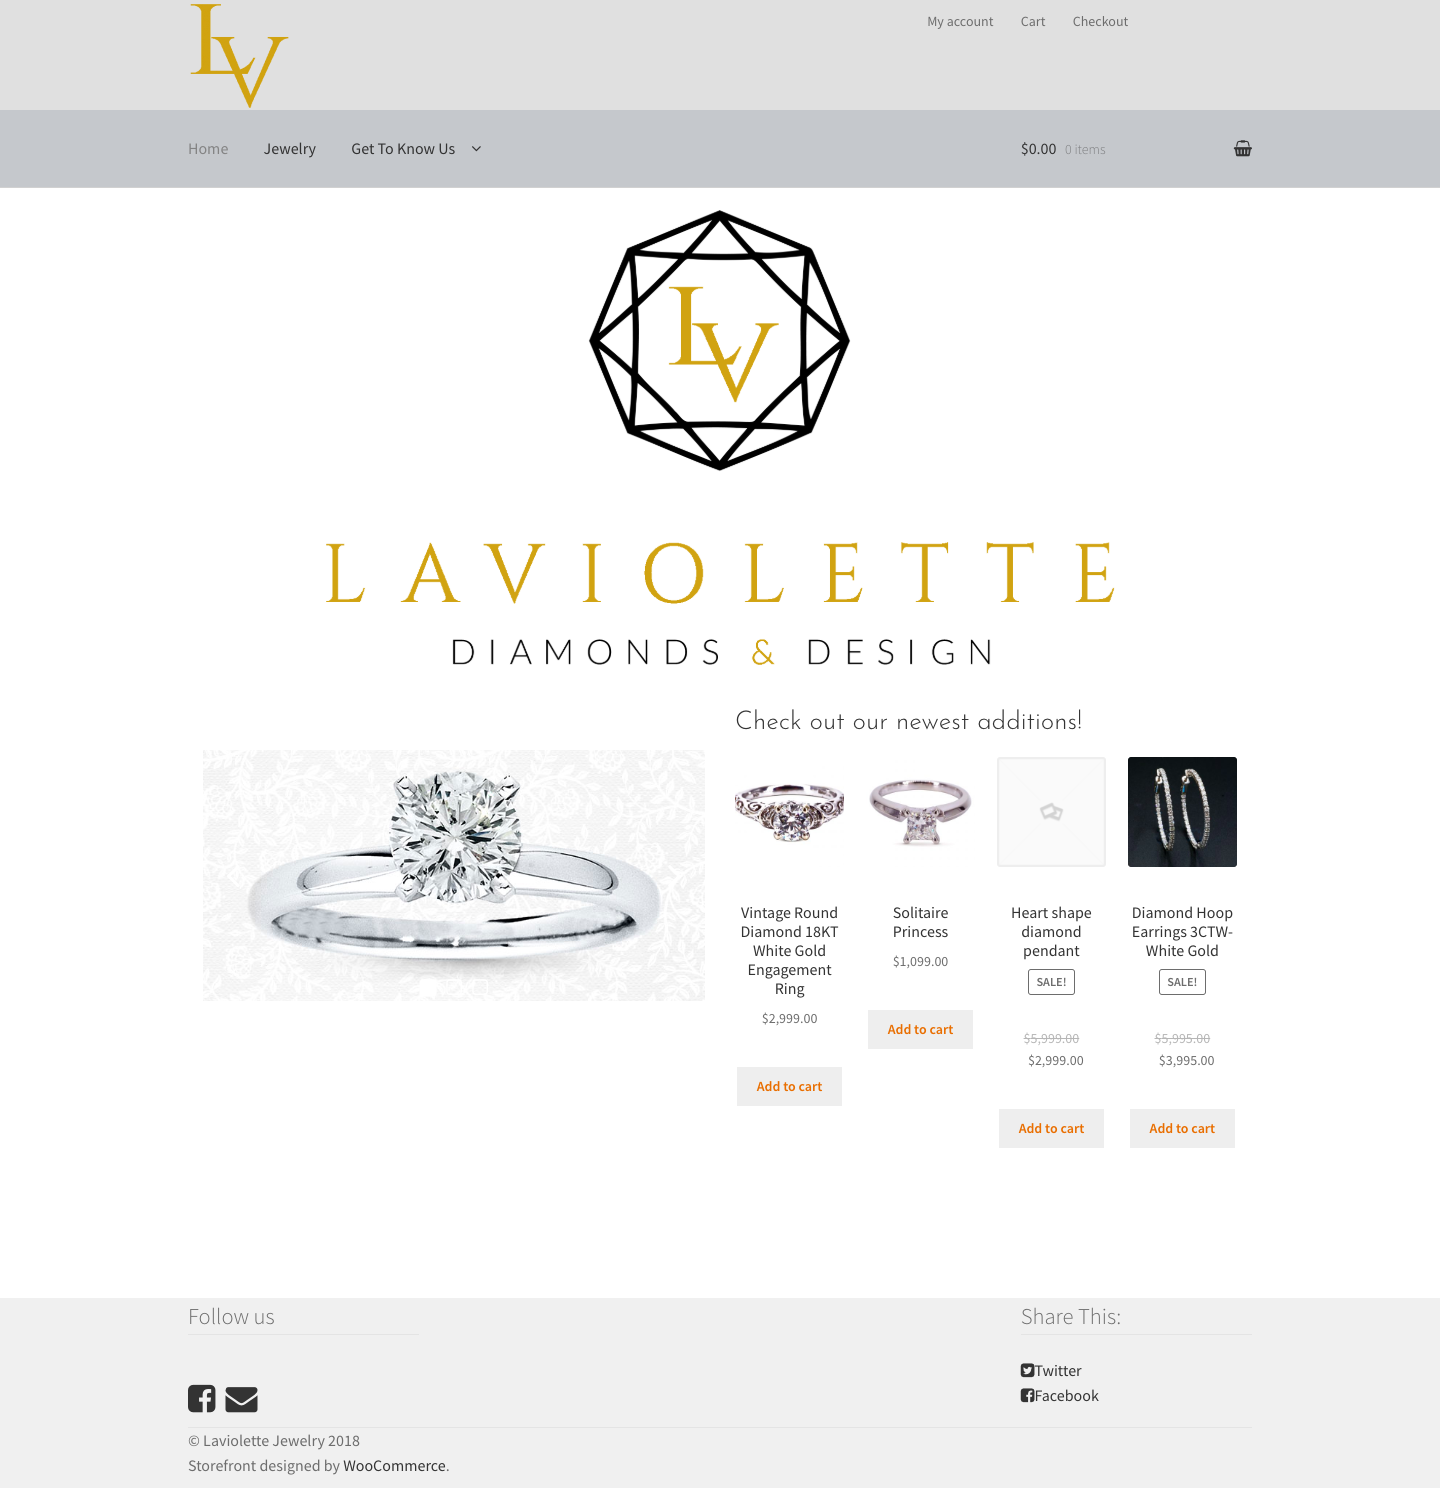 LV
My account Cart Checkout
Home Jewelry Get To Know Us
$0.00 0 items
LV
LAVIOLETTE
DIAMONDS & DESIGN
Check out our newest additions!
Vintage Round
Diamond 18KT
White Gold
Engagement
Ring
$2,999.00
Add to cart
Solitaire
Princess
$1,099.00
Add to cart
Heart shape
diamond
pendant
SALE!
$5,999.00
$2,999.00
Add to cart
Diamond Hoop
Earrings 3CTW-
White Gold
SALE!
$5,995.00
$3,995.00
Add to cart
Follow us
Share This:
Twitter
Facebook
© Laviolette Jewelry 2018
Storefront designed by WooCommerce.